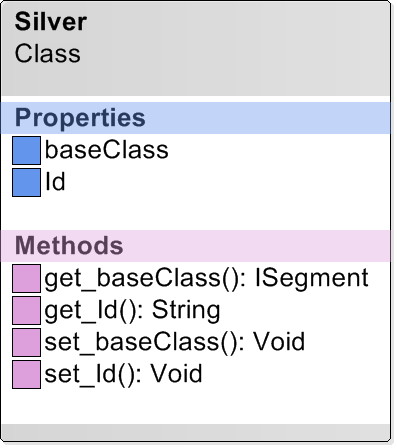 Silver
Class
Properties
baseClass
Id
Methods
get_baseClass(): ISegment
get_Id(): String
set_baseClass(): Void
set_Id(): Void